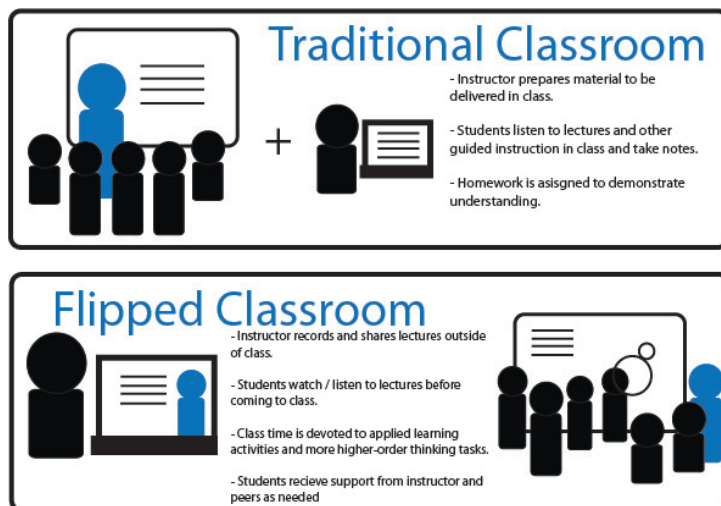 Traditional Classroom
- Instructor prepares material to be
delivered in class.
- Students listen to lectures and other
guided instruction in class and take notes.
- Homework is asisgned to demonstrate
understanding.
Flipped Classroom
- Instructor records and shares lectures outside
of class.
- Students watch / listen to lectures before
coming to class.
- Class time is devoted to applied learning
activities and more higher-order thinking tasks.
- Students recieve support from instructor and
peers as needed